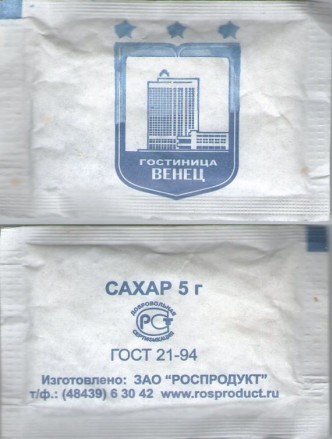 ГОСТИНИЦА
ВЕНЕЦ
САХАР 5 г
ДОБРОВОЛЬНАЯ
РСТ
СЕРТИФИКАЦИЯ
ГОСТ 21-94
Изготовлено: ЗАО "РОСПРОДУКТ"
т/ф.: (48439) 6 30 42 www.rosproduct.ru